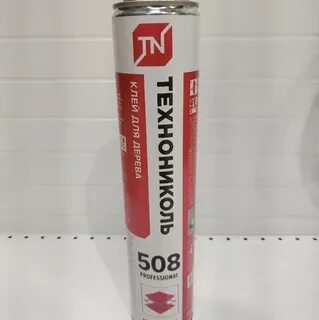 TN
ТЕХНОНИКОЛЬ
КЛЕЙ ДЛЯ ДЕРЕВА
508
PROFESSIONAL